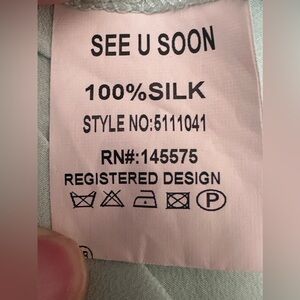 SEE U SOON
100%SILK
STYLE NO:5111041
RN#:145575
REGISTERED DESIGN
P